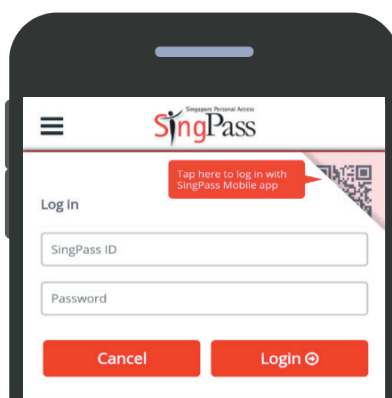 Singapore Personal Access
SingPass
Tap here to log in with
SingPass Mobile app
Log in
SingPass ID
Password
Cancel
Login